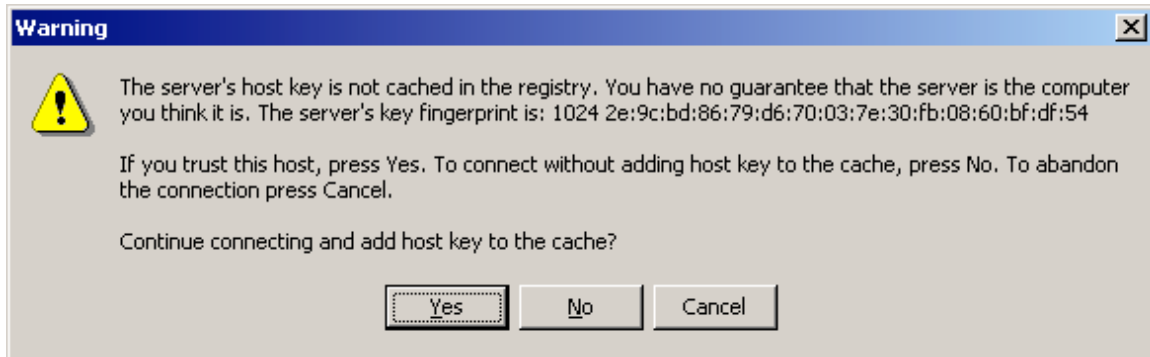 Warning
The server's host key is not cached in the registry. You have no guarantee that the server is the computer
you think it is. The server's key fingerprint is: 1024 2e:9c:bd:86:79:d6:70:03:7e:30:fb:08:60:bf:df:54
If you trust this host, press Yes. To connect without adding host key to the cache, press No. To abandon
the connection press Cancel.
Continue connecting and add host key to the cache?
Yes No Cancel